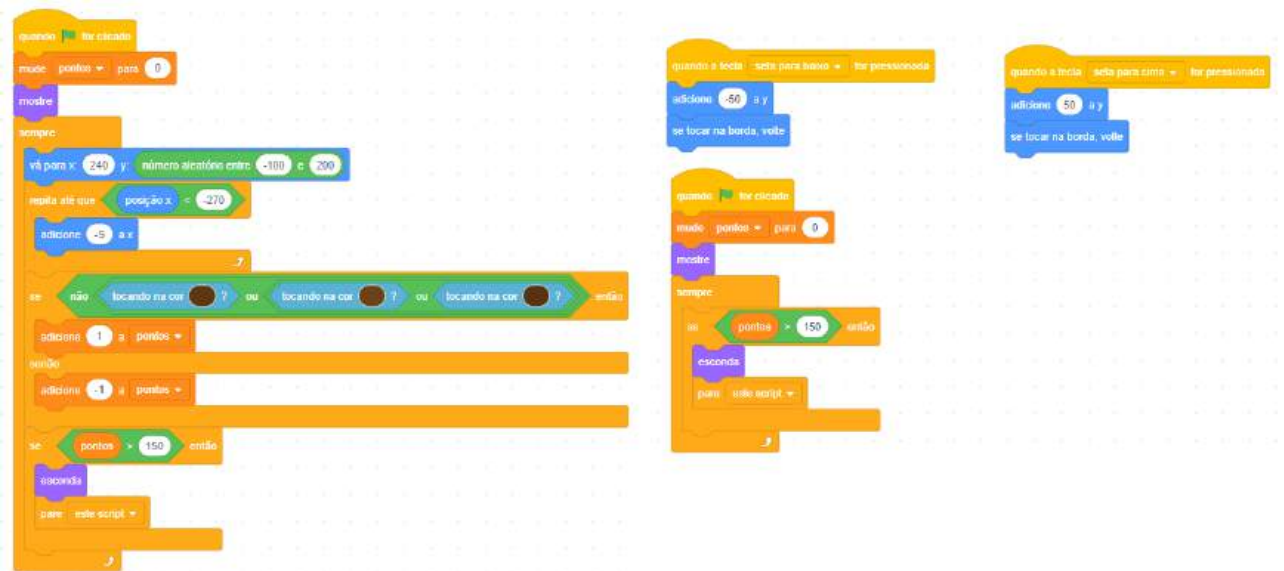 quando for clicado
mude pontos para 0
mostre
sempre
vá para x: 240 y: número aleatório entre -100 e 200
repita até que posição x < -270
adicione -5 a x
se não tocando na cor ? ou tocando na cor ? ou tocando na cor ? então
adicione 1 a pontos
senão
adicione -1 a pontos
se pontos > 150 então
esconda
pare este script
quando a tecla seta para baixo for pressionada
adicione -50 a y
se tocar na borda, volte
quando for clicado
mude pontos para 0
mostre
sempre
se pontos > 150 então
esconda
pare este script
quando a tecla seta para cima for pressionada
adicione 50 a y
se tocar na borda, volte